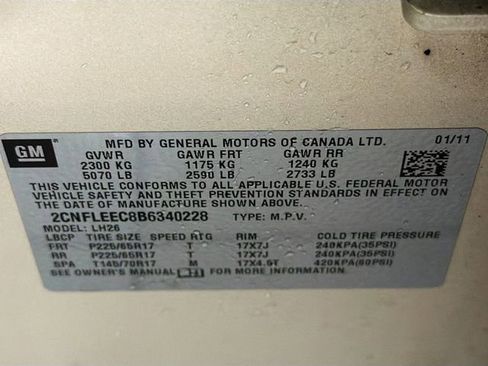 GM
MFD BY GENERAL MOTORS OF CANADA LTD. 01/11
GVWR GAWR FRT GAWR RR
2300 KG 1175 KG 1240 KG
5070 LB 2590 LB 2733 LB
THIS VEHICLE CONFORMS TO ALL APPLICABLE U.S. FEDERAL MOTOR
VEHICLE SAFETY AND THEFT PREVENTION STANDARDS IN EFFECT
ON THE DATE OF MANUFACTURE SHOWN ABOVE.
2CNFLEEC8B6340228 TYPE: M.P.V.
MODEL: LH26
LBCP TIRE SIZE SPEED RTG RIM COLD TIRE PRESSURE
FRT P225/65R17 T 17X7J 240KPA(35PSI)
RR P225/65R17 T 17X7J 240KPA(35PSI)
SPA T145/70R17 M 17X4.5T 420KPA(60PSI)
SEE OWNER'S MANUAL FOR MORE INFORMATION.